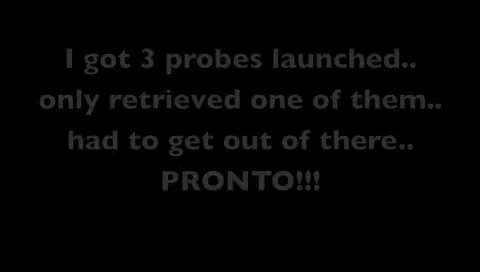 I got 3 probes launched..
only retrieved one of them..
had to get out of there..
PRONTO!!!